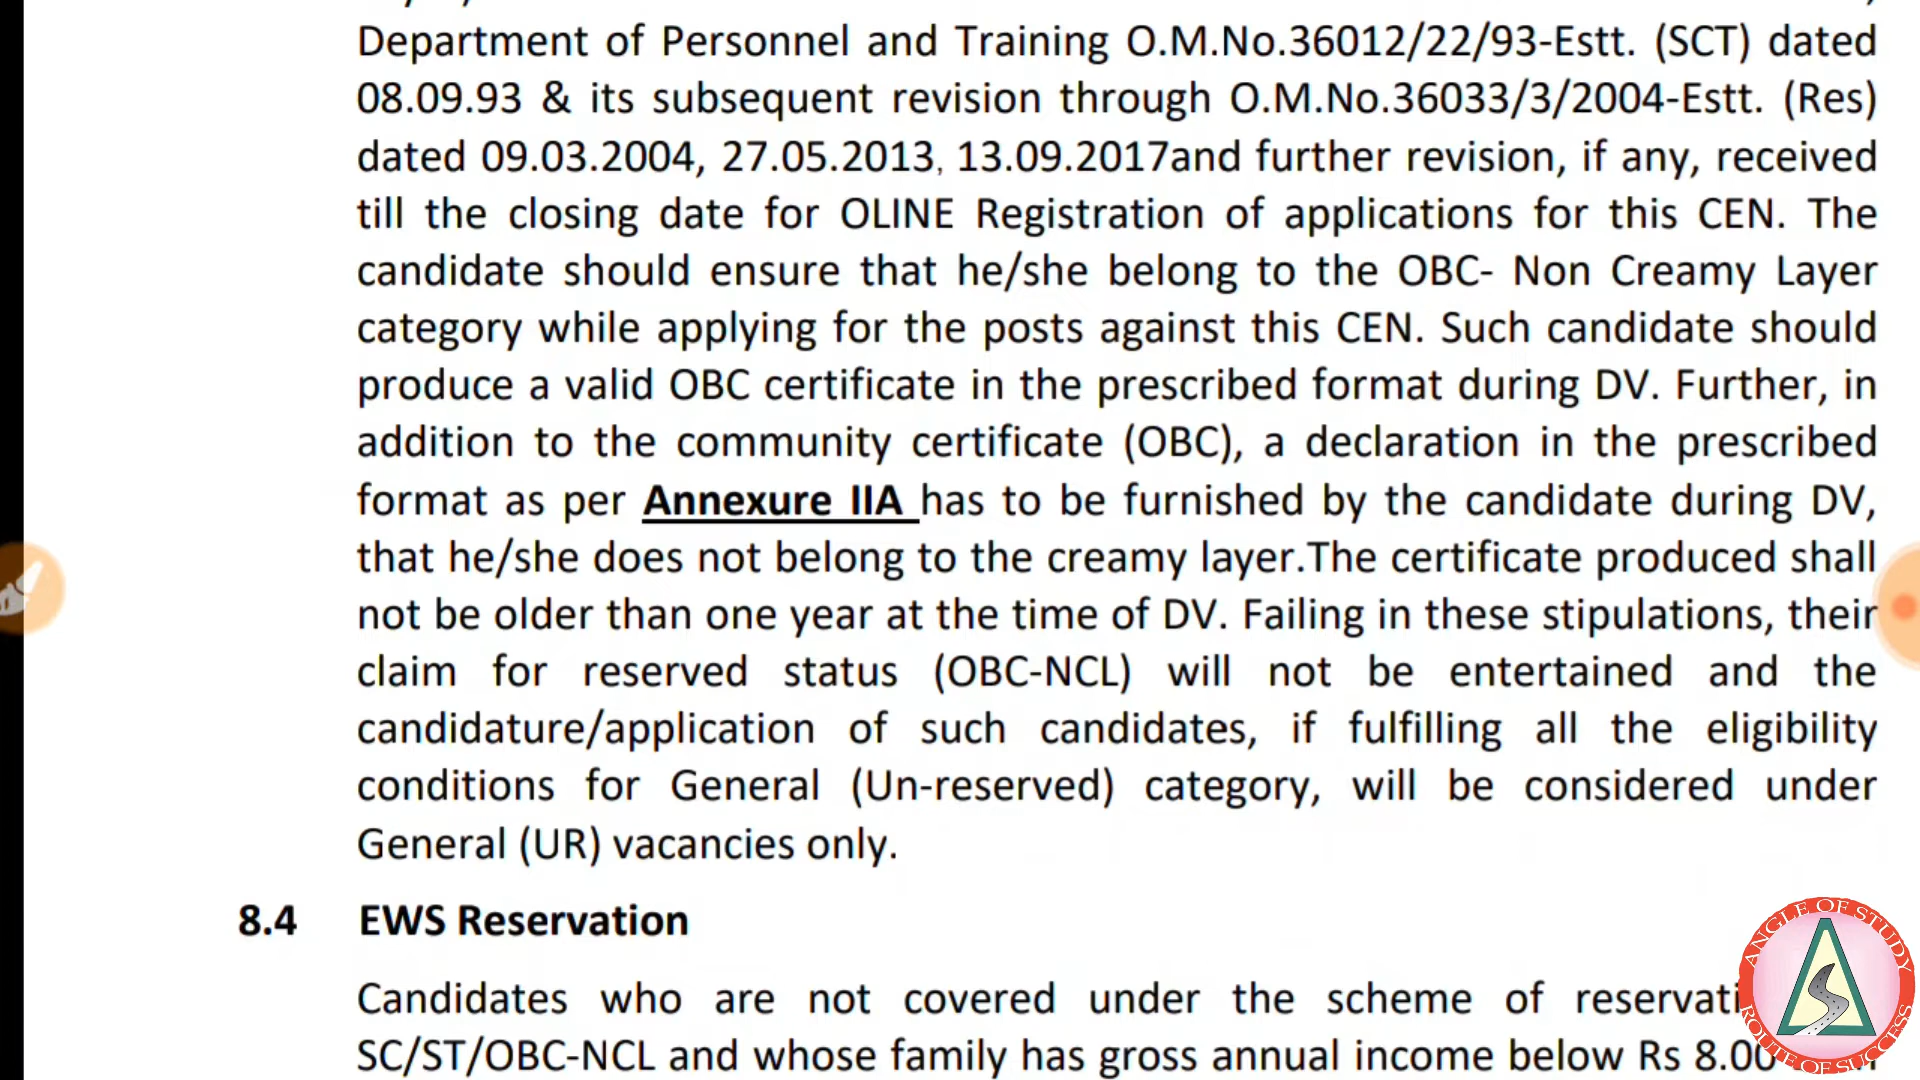 Department of Personnel and Training O.M.No.36012/22/93-Estt. (SCT) dated
08.09.93 & its subsequent revision through O.M.No.36033/3/2004-Estt. (Res)
dated 09.03.2004, 27.05.2013, 13.09.2017and further revision, if any, received
till the closing date for OLINE Registration of applications for this CEN. The
candidate should ensure that he/she belong to the OBC- Non Creamy Layer
category while applying for the posts against this CEN. Such candidate should
produce a valid OBC certificate in the prescribed format during DV. Further, in
addition to the community certificate (OBC), a declaration in the prescribed
format as per Annexure IIA has to be furnished by the candidate during DV,
that he/she does not belong to the creamy layer.The certificate produced shall
not be older than one year at the time of DV. Failing in these stipulations, their
claim for reserved status (OBC-NCL) will not be entertained and the
candidature/application of such candidates, if fulfilling all the eligibility
conditions for General (Un-reserved) category, will be considered under
General (UR) vacancies only.
8.4 EWS Reservation
Candidates who are not covered under the scheme of
SC/ST/OBC-NCL and whose family has gross annual income below Rs 8.00
ANGLE OF STUDY
ROUTE OF SUCCESS